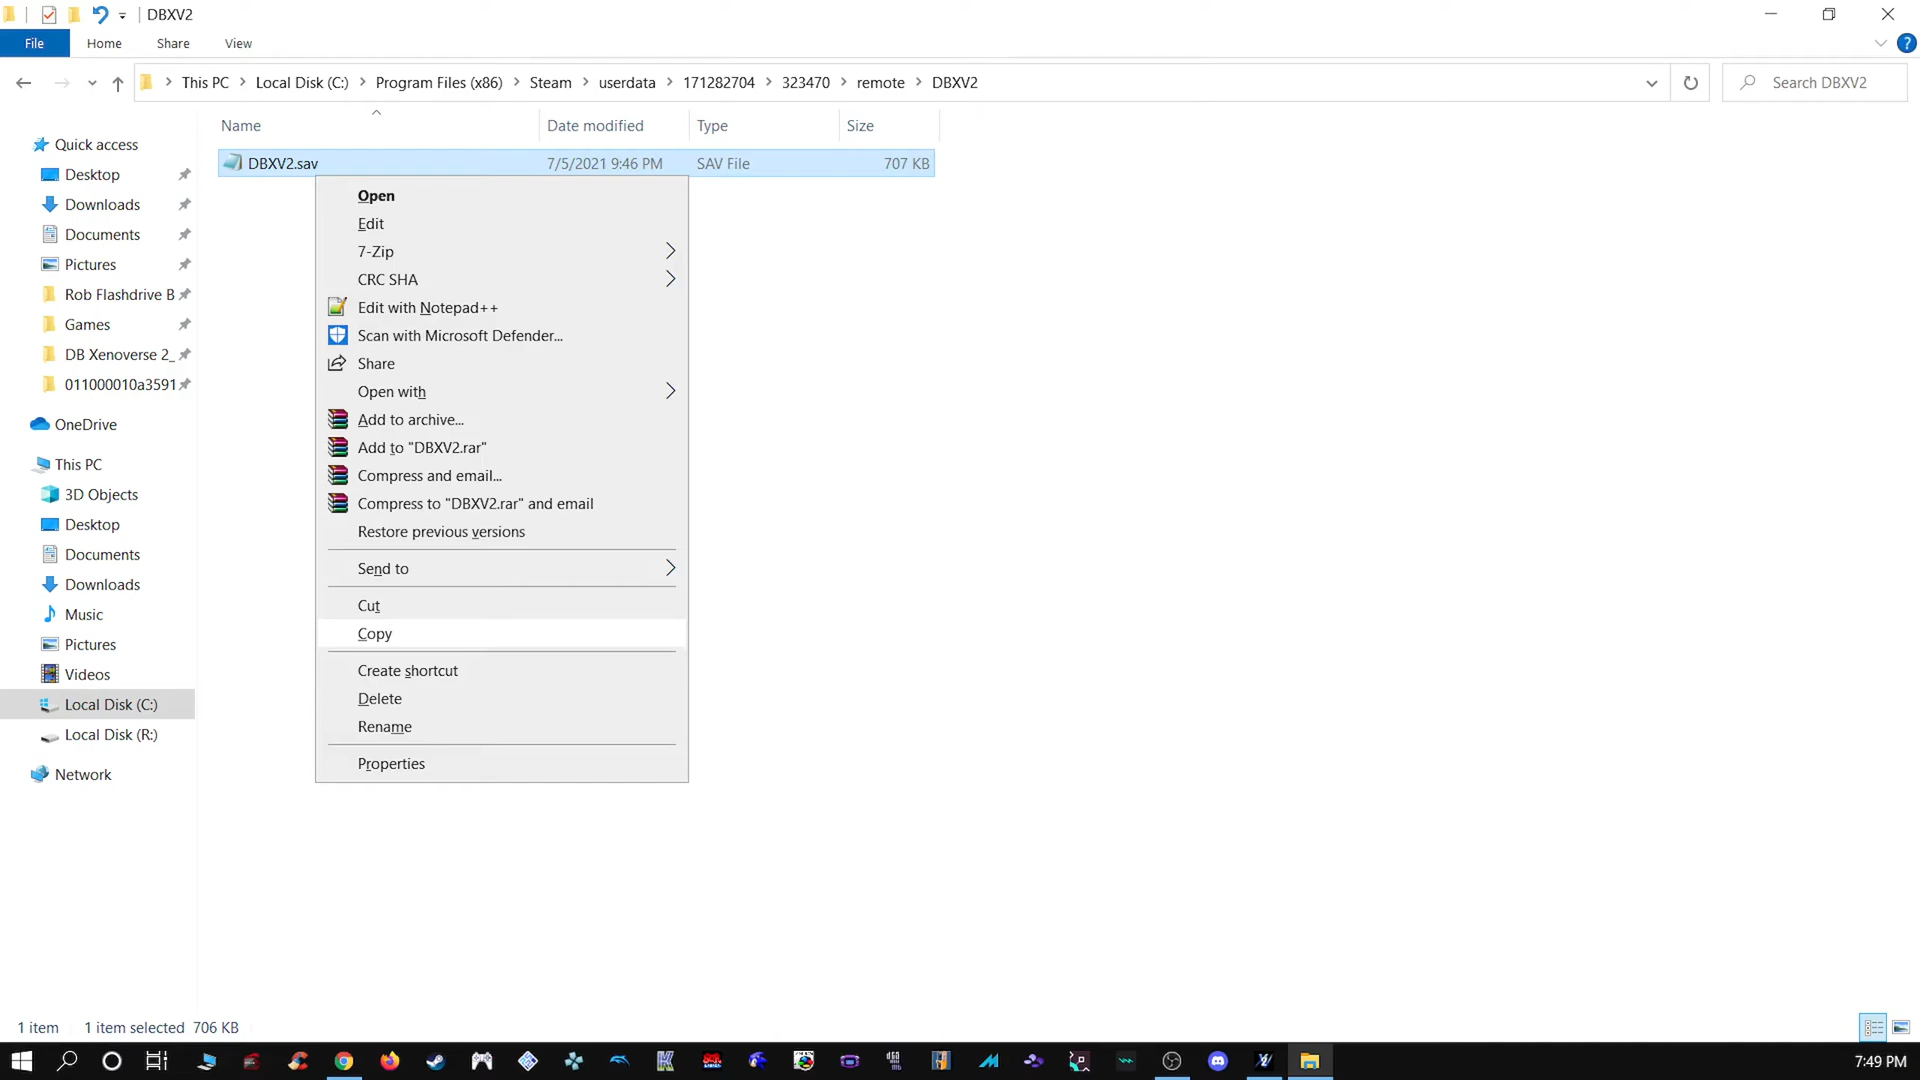 DBXV2
File Home Share View
This PC Local Disk (C:) Program Files (x86) Steam userdata 171282704 323470 remote DBXV2
Search DBXV2
Name Date modified Type Size
DBXV2.sav 7/5/2021 9:46 PM SAV File 707 KB
Quick access
Desktop
Downloads
Documents
Pictures
Rob Flashdrive B
Games
DB Xenoverse 2_
011000010a3591
OneDrive
This PC
3D Objects
Desktop
Documents
Downloads
Music
Pictures
Videos
Local Disk (C:)
Local Disk (R:)
Network
Open
Edit
7-Zip
CRC SHA
Edit with Notepad++
Scan with Microsoft Defender...
Share
Open with
Add to archive...
Add to "DBXV2.rar"
Compress and email...
Compress to "DBXV2.rar" and email
Restore previous versions
Send to
Cut
Copy
Create shortcut
Delete
Rename
Properties
1 item 1 item selected 706 KB
7:49 PM